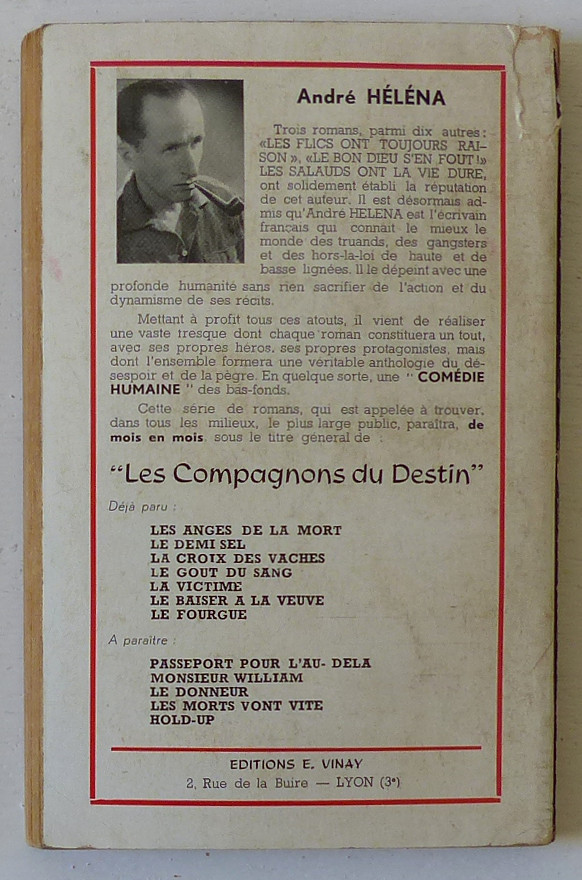 André HÉLÉNA
Trois romans, parmi dix autres :
«LES FLICS ONT TOUJOURS RAI-
SON», «LE BON DIEU S'EN FOUT!»
LES SALAUDS ONT LA VIE DURE,
ont solidement établi la réputation
de cet auteur. Il est désormais ad-
mis qu'André HELENA est l'écrivain
français qui connait le mieux le
monde des truands, des gangsters
et des hors-la-loi de haute et de
basse lignées. Il le dépeint avec une
profonde humanité sans rien sacrifier de l'action et du
dynamisme de ses récits.
Mettant à profit tous ces atouts, il vient de réaliser
une vaste fresque dont chaque roman constituera un tout,
avec ses propres héros, ses propres protagonistes, mais
dont l'ensemble formera une véritable anthologie du dé-
sespoir et de la pègre. En quelque sorte, une " COMÉDIE
HUMAINE " des bas-fonds.
Cette série de romans, qui est appelée à trouver,
dans tous les milieux, le plus large public, paraîtra, de
mois en mois, sous le titre général de :
"Les Compagnons du Destin"
Déjà paru :
LES ANGES DE LA MORT
LE DEMI SEL
LA CROIX DES VACHES
LE GOUT DU SANG
LA VICTIME
LE BAISER A LA VEUVE
LE FOURGUE
A paraître :
PASSEPORT POUR L'AU- DELA
MONSIEUR WILLIAM
LE DONNEUR
LES MORTS VONT VITE
HOLD-UP
EDITIONS E. VINAY
2, Rue de la Buire — LYON (3e)